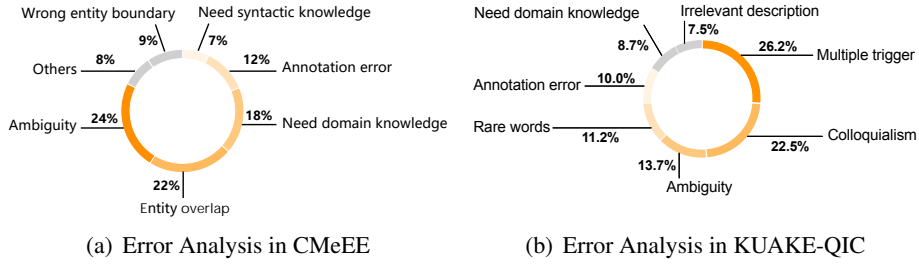 Wrong entity boundary
9%
Need syntactic knowledge
7%
Others
8%
12%
Annotation error
Ambiguity
24%
18%
Need domain knowledge
22%
Entity overlap
(a) Error Analysis in CMeEE
Need domain knowledge
8.7%
Irrelevant description
7.5%
26.2%
Multiple trigger
Annotation error
10.0%
Rare words
11.2%
Colloquialism
22.5%
13.7%
Ambiguity
(b) Error Analysis in KUAKE-QIC